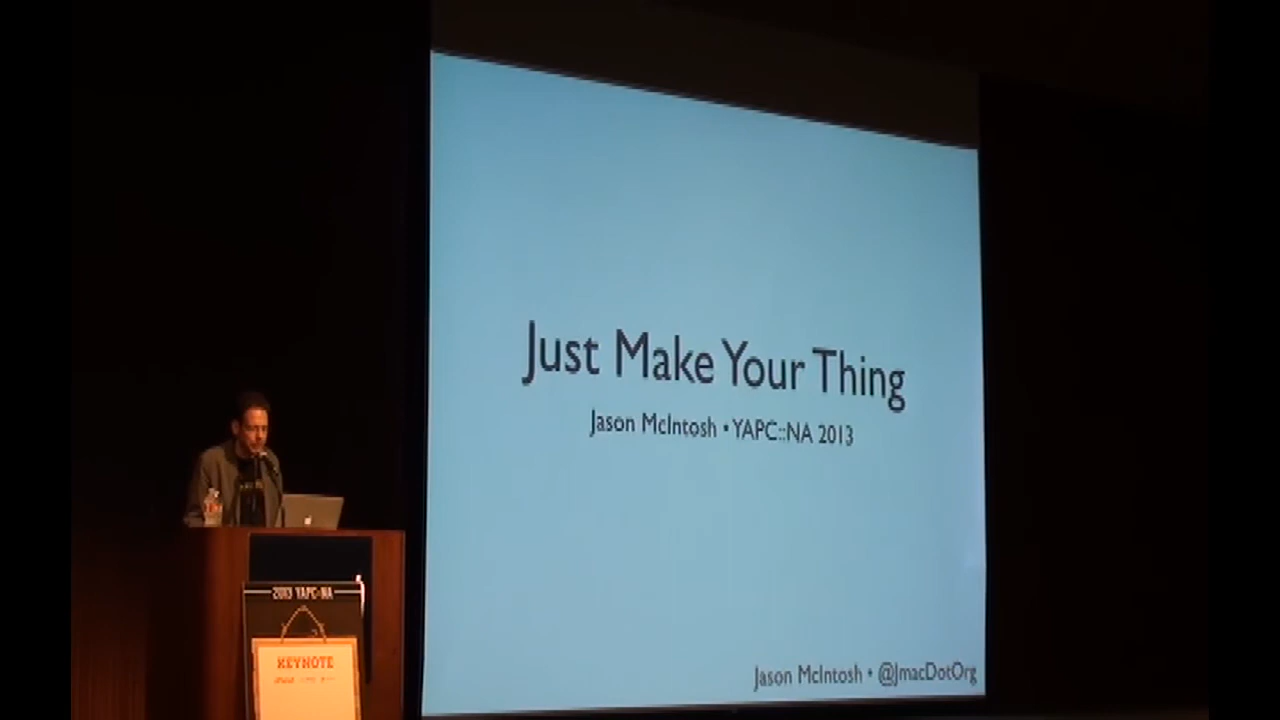 Just Make Your Thing
Jason McIntosh • YAPC::NA 2013
Jason McIntosh • @JmacDotOrg
2013 YAPC::NA
KEYNOTE